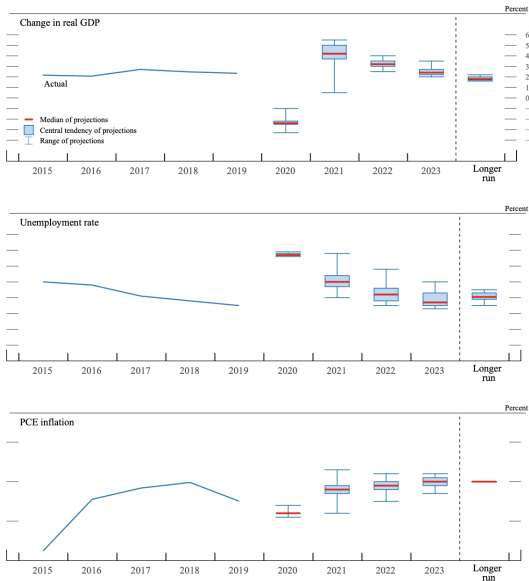 Percent
Change in real GDP
6
5
4
3
2
1
0
Actual
Median of projections
Central tendency of projections
Range of projections
2015 2016 2017 2018 2019 2020 2021 2022 2023 Longer
run
Percent
Unemployment rate
2015 2016 2017 2018 2019 2020 2021 2022 2023 Longer
run
Percent
PCE inflation
2015 2016 2017 2018 2019 2020 2021 2022 2023 Longer
run